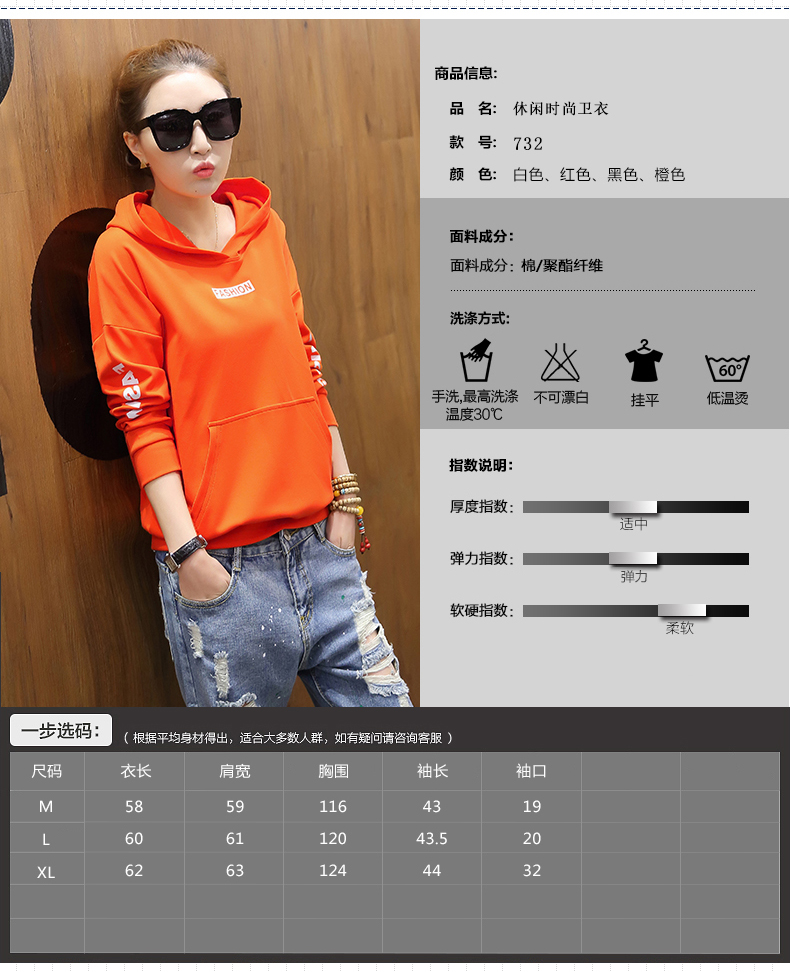 商品信息:
品 名: 休闲时尚卫衣
款 号: 732
颜 色: 白色、红色、黑色、橙色
FASHION
面料成分:
面料成分: 棉/聚酯纤维
洗涤方式:
60°
手洗,最高洗涤
温度30℃
不可漂白
挂平
低温烫
指数说明:
厚度指数:
适中
弹力指数:
弹力
软硬指数:
柔软
一步选码:
( 根据平均身材得出，适合大多数人群，如有疑问请咨询客服 )
尺码 衣长 肩宽 胸围 袖长 袖口
M 58 59 116 43 19
L 60 61 120 43.5 20
XL 62 63 124 44 32